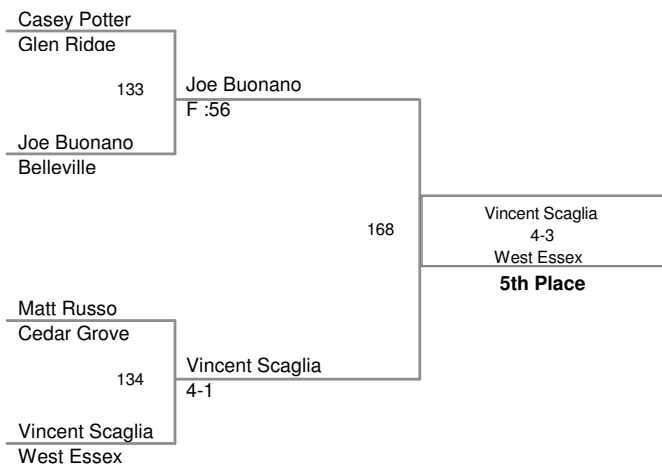 Casey Potter
Glen Ridge
133
Joe Buonano
F :56
Joe Buonano
Belleville
168
Vincent Scaglia
4-3
West Essex
5th Place
Matt Russo
Cedar Grove
134
Vincent Scaglia
4-1
Vincent Scaglia
West Essex